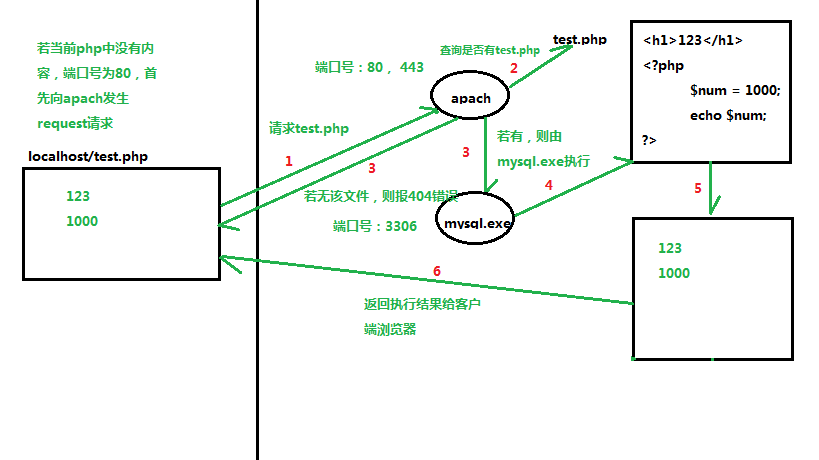 若当前php中没有内
容，端口号为80，首
先向apach发生
request请求
localhost/test.php
123
1000
请求test.php
1
3
端口号：80 ，443
apach
查询是否有test.php
2
test.php
3
若有，则由
mysql.exe执行
若无该文件，则报404错误
端口号：3306
mysql.exe
4
<h1>123</h1>
<?php
$num = 1000;
echo $num;
?>
5
123
1000
6
返回执行结果给客户
端浏览器